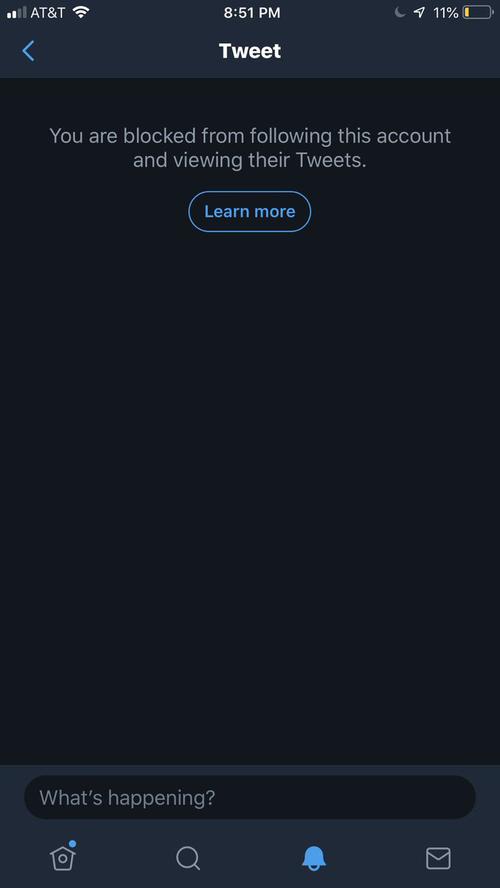 AT&T 8:51 PM 11%
Tweet
You are blocked from following this account
and viewing their Tweets.
Learn more
What’s happening?